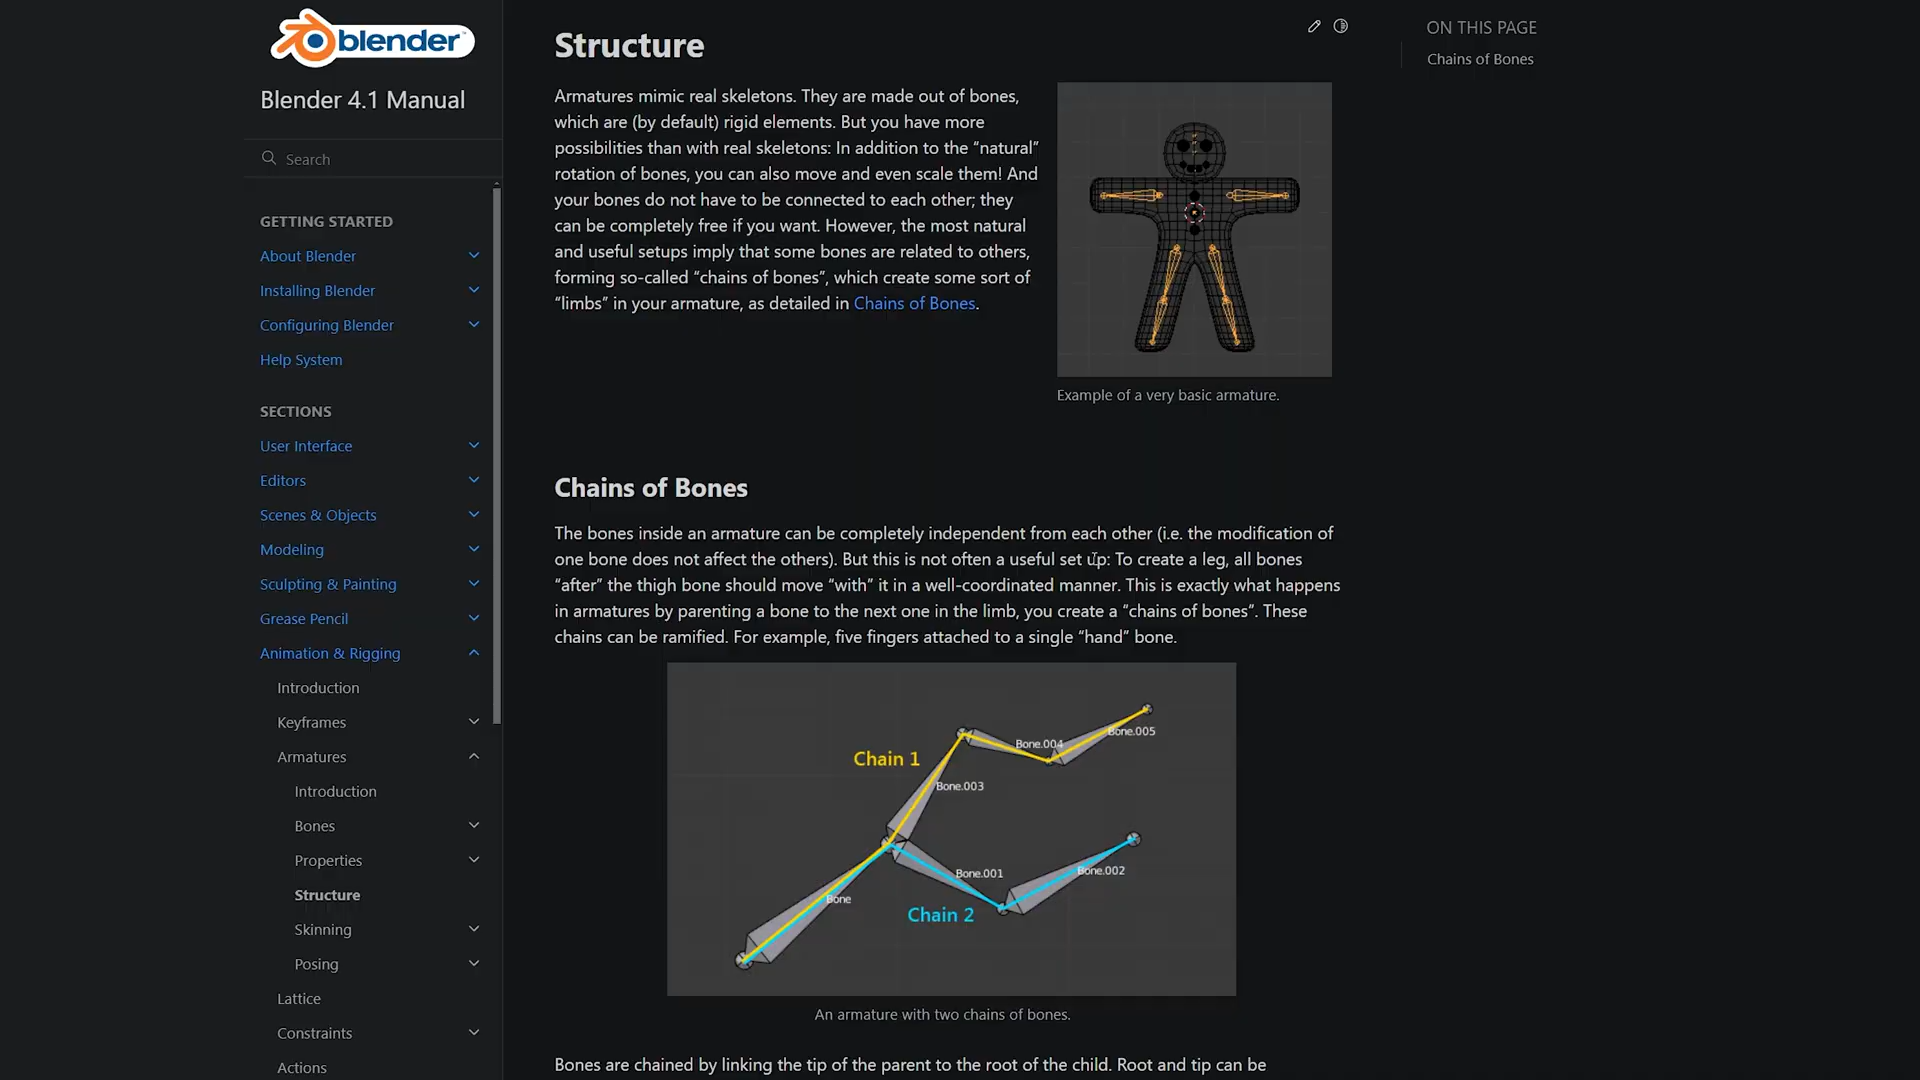 blender
Blender 4.1 Manual
Search
GETTING STARTED
About Blender
Installing Blender
Configuring Blender
Help System
SECTIONS
User Interface
Editors
Scenes & Objects
Modeling
Sculpting & Painting
Grease Pencil
Animation & Rigging
Introduction
Keyframes
Armatures
Introduction
Bones
Properties
Structure
Skinning
Posing
Lattice
Constraints
Actions
Structure
Armatures mimic real skeletons. They are made out of bones,
which are (by default) rigid elements. But you have more
possibilities than with real skeletons: In addition to the “natural”
rotation of bones, you can also move and even scale them! And
your bones do not have to be connected to each other; they
can be completely free if you want. However, the most natural
and useful setups imply that some bones are related to others,
forming so-called “chains of bones”, which create some sort of
“limbs” in your armature, as detailed in Chains of Bones.
Example of a very basic armature.
Chains of Bones
The bones inside an armature can be completely independent from each other (i.e. the modification of
one bone does not affect the others). But this is not often a useful set up: To create a leg, all bones
“after” the thigh bone should move “with” it in a well-coordinated manner. This is exactly what happens
in armatures by parenting a bone to the next one in the limb, you create a “chains of bones”. These
chains can be ramified. For example, five fingers attached to a single “hand” bone.
Bone.005
Bone.004
Chain 1
Bone.003
Bone.002
Bone.001
Bone
Chain 2
An armature with two chains of bones.
Bones are chained by linking the tip of the parent to the root of the child. Root and tip can be
ON THIS PAGE
Chains of Bones